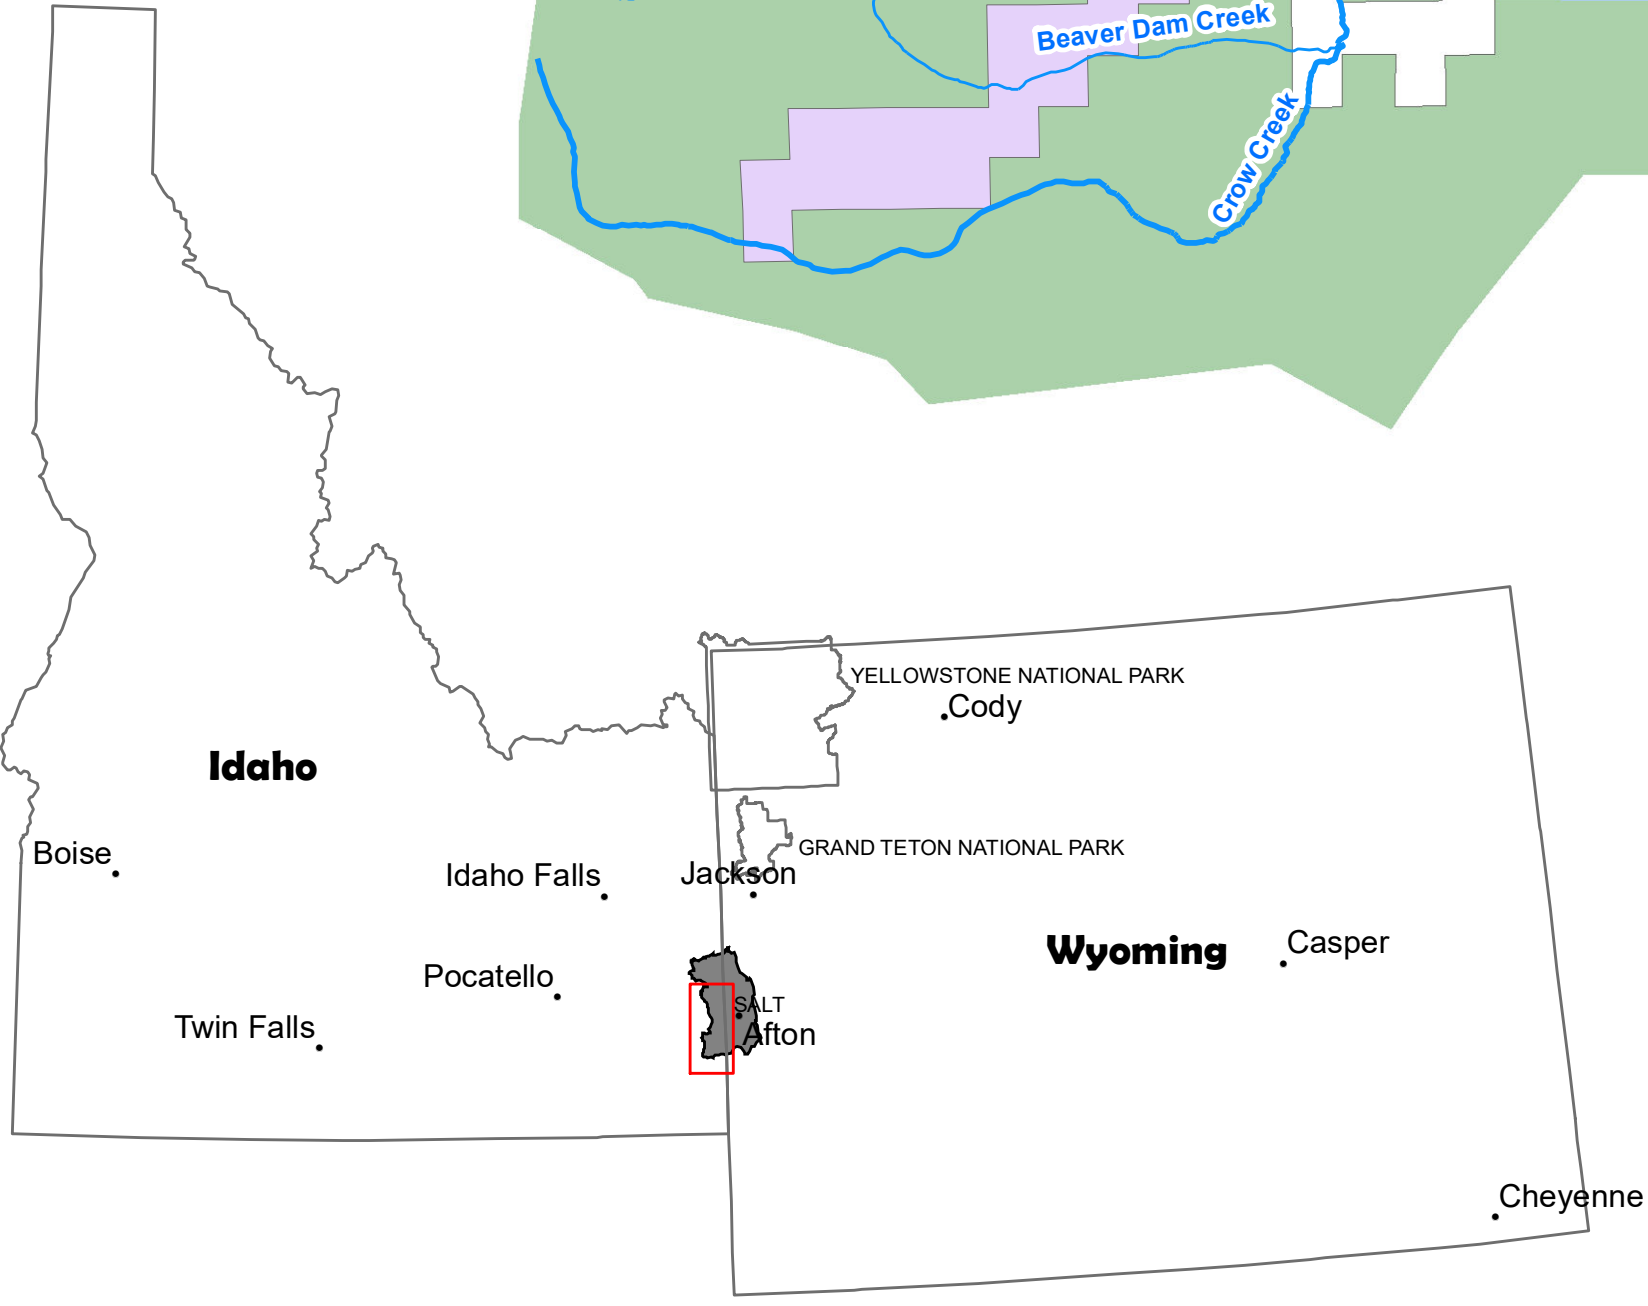 Beaver Dam Creek
Crow Creek
YELLOWSTONE NATIONAL PARK
Cody
Idaho
GRAND TETON NATIONAL PARK
Boise
Idaho Falls
Jackson
Wyoming
Casper
Pocatello
SALT
Twin Falls
Afton
Cheyenne